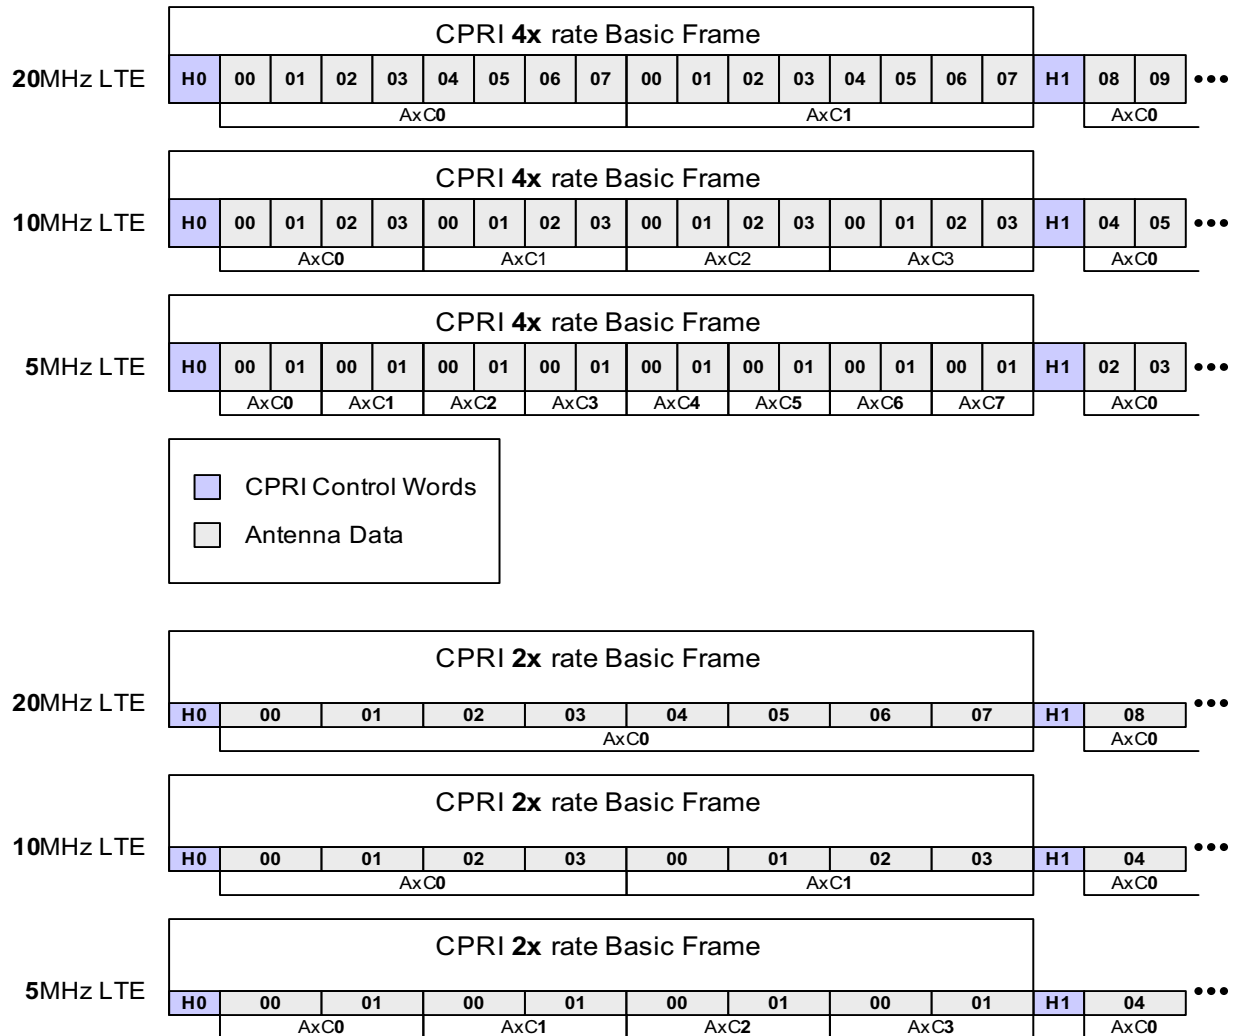 CPRI 4x rate Basic Frame
20MHz LTE H0 00 01 02 03 04 05 06 07 00 01 02 03 04 05 06 07 H1 08 09 •••
AxC0 AxC1 AxC0
CPRI 4x rate Basic Frame
10MHz LTE H0 00 01 02 03 00 01 02 03 00 01 02 03 00 01 02 03 H1 04 05 •••
AxC0 AxC1 AxC2 AxC3 AxC0
CPRI 4x rate Basic Frame
5MHz LTE H0 00 01 00 01 00 01 00 01 00 01 00 01 00 01 00 01 H1 02 03 •••
AxC0 AxC1 AxC2 AxC3 AxC4 AxC5 AxC6 AxC7 AxC0
CPRI Control Words
Antenna Data
CPRI 2x rate Basic Frame
20MHz LTE H0 00 01 02 03 04 05 06 07 H1 08 •••
AxC0 AxC0
CPRI 2x rate Basic Frame
10MHz LTE H0 00 01 02 03 00 01 02 03 H1 04 •••
AxC0 AxC1 AxC0
CPRI 2x rate Basic Frame
5MHz LTE H0 00 01 00 01 00 01 00 01 H1 04 •••
AxC0 AxC1 AxC2 AxC3 AxC0